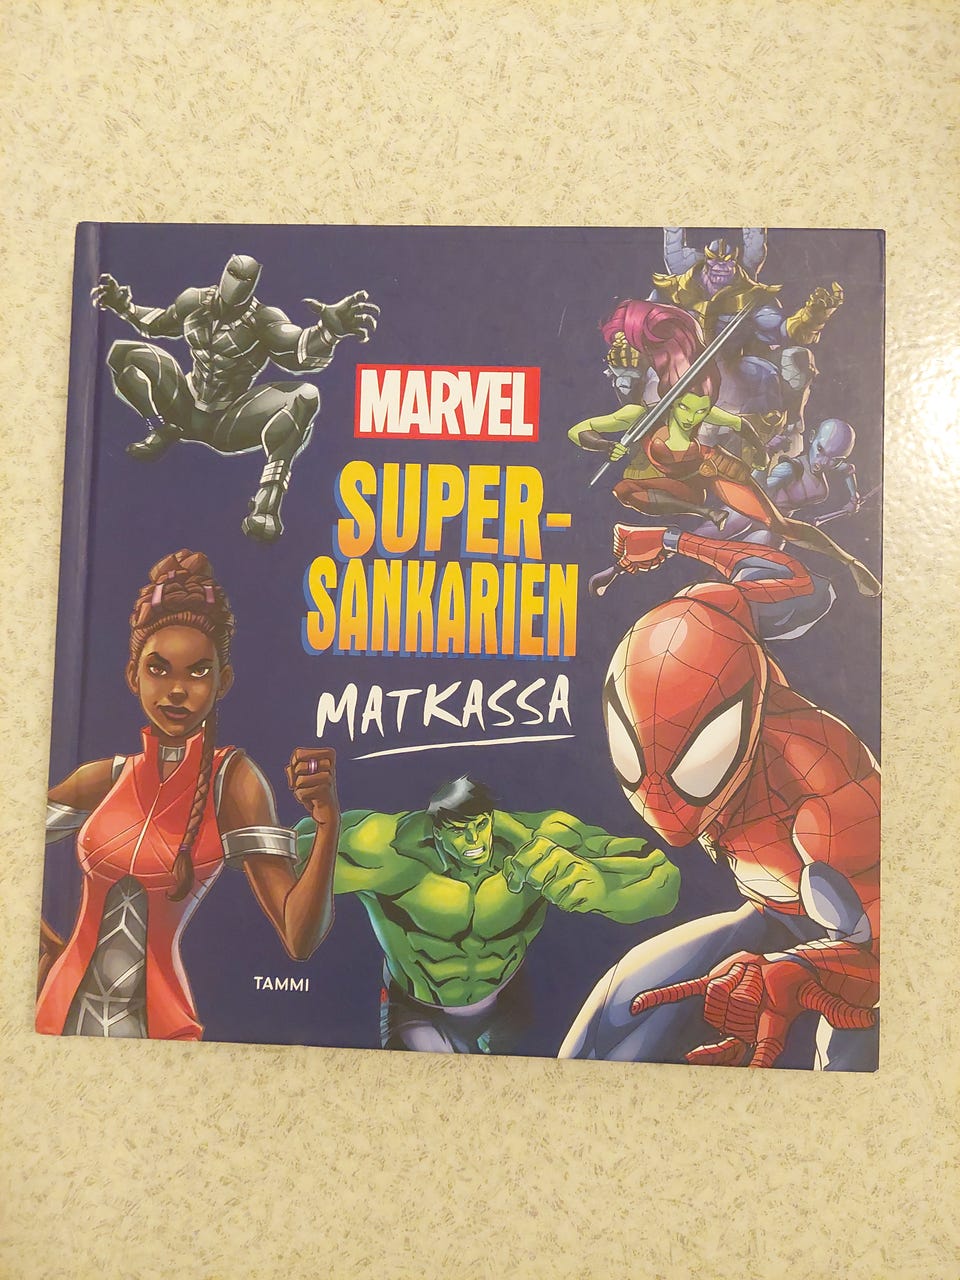 MARVEL
SUPER-
SANKARIEN
MATKASSA
TAMMI